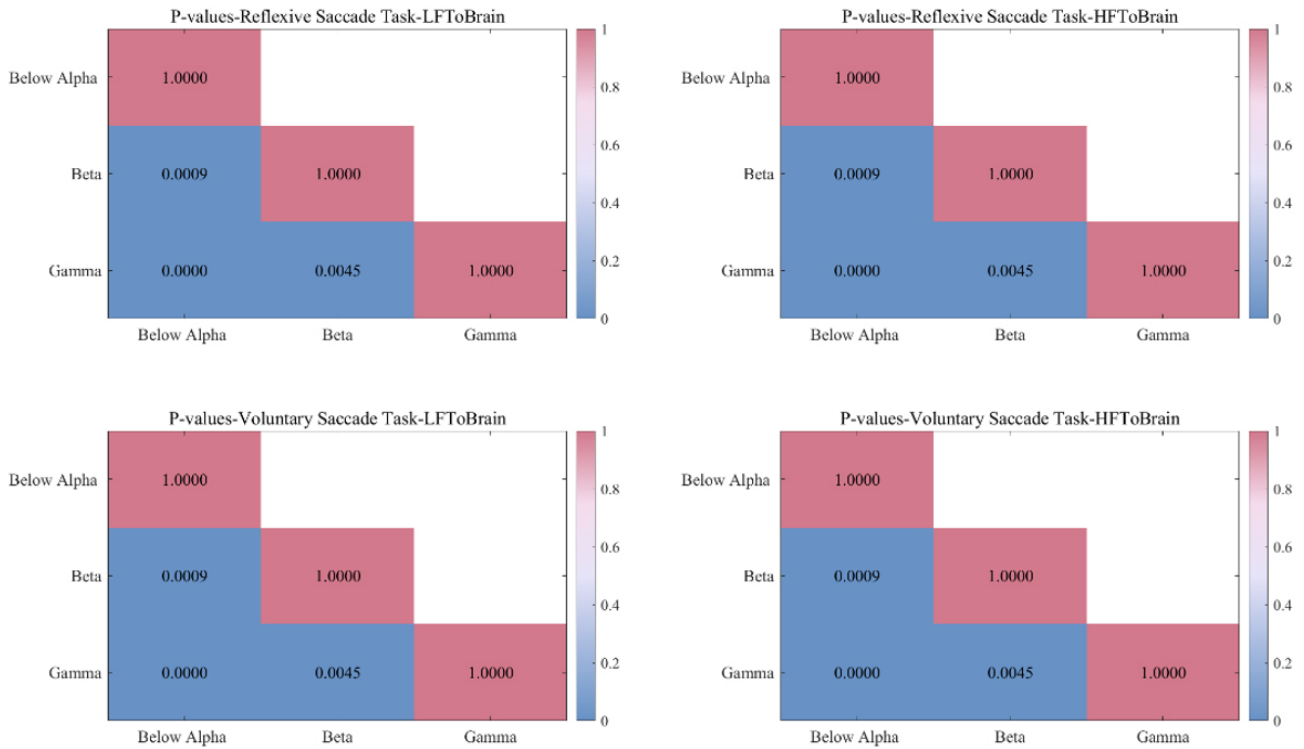 P-values-Reflexive Saccade Task-LFToBrain
1
Below Alpha 1.0000
0.8
0.6
Beta 0.0009 1.0000
0.4
0.2
Gamma 0.0000 0.0045 1.0000
0
Below Alpha Beta Gamma
P-values-Reflexive Saccade Task-HFToBrain
1
Below Alpha 1.0000
0.8
0.6
Beta 0.0009 1.0000
0.4
0.2
Gamma 0.0000 0.0045 1.0000
0
Below Alpha Beta Gamma
P-values-Voluntary Saccade Task-LFToBrain
1
Below Alpha 1.0000
0.8
0.6
Beta 0.0009 1.0000
0.4
0.2
Gamma 0.0000 0.0045 1.0000
0
Below Alpha Beta Gamma
P-values-Voluntary Saccade Task-HFToBrain
1
Below Alpha 1.0000
0.8
0.6
Beta 0.0009 1.0000
0.4
0.2
Gamma 0.0000 0.0045 1.0000
0
Below Alpha Beta Gamma